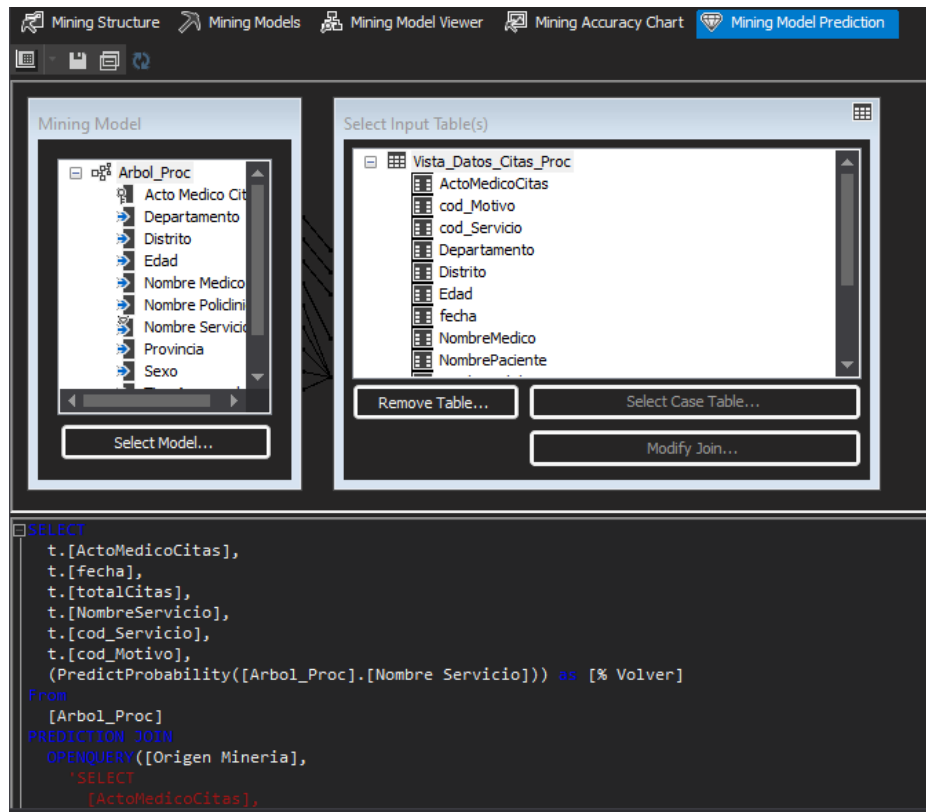 Mining Structure Mining Models Mining Model Viewer Mining Accuracy Chart Mining Model Prediction
Mining Model
Arbol_Proc
Acto Medico Cit
Departamento
Distrito
Edad
Nombre Medico
Nombre Policlini
Nombre Servicio
Provincia
Sexo
Select Model...
Select Input Table(s)
Vista_Datos_Citas_Proc
ActoMedicoCitas
cod_Motivo
cod_Servicio
Departamento
Distrito
Edad
fecha
NombreMedico
NombrePaciente
Remove Table...
Select Case Table...
Modify Join...
SELECT
t.[ActoMedicoCitas],
t.[fecha],
t.[totalCitas],
t.[NombreServicio],
t.[cod_Servicio],
t.[cod_Motivo],
(PredictProbability([Arbol_Proc].[Nombre Servicio])) as [% Volver]
From
[Arbol_Proc]
PREDICTION JOIN
OPENQUERY([Origen Mineria],
'SELECT
[ActoMedicoCitas],